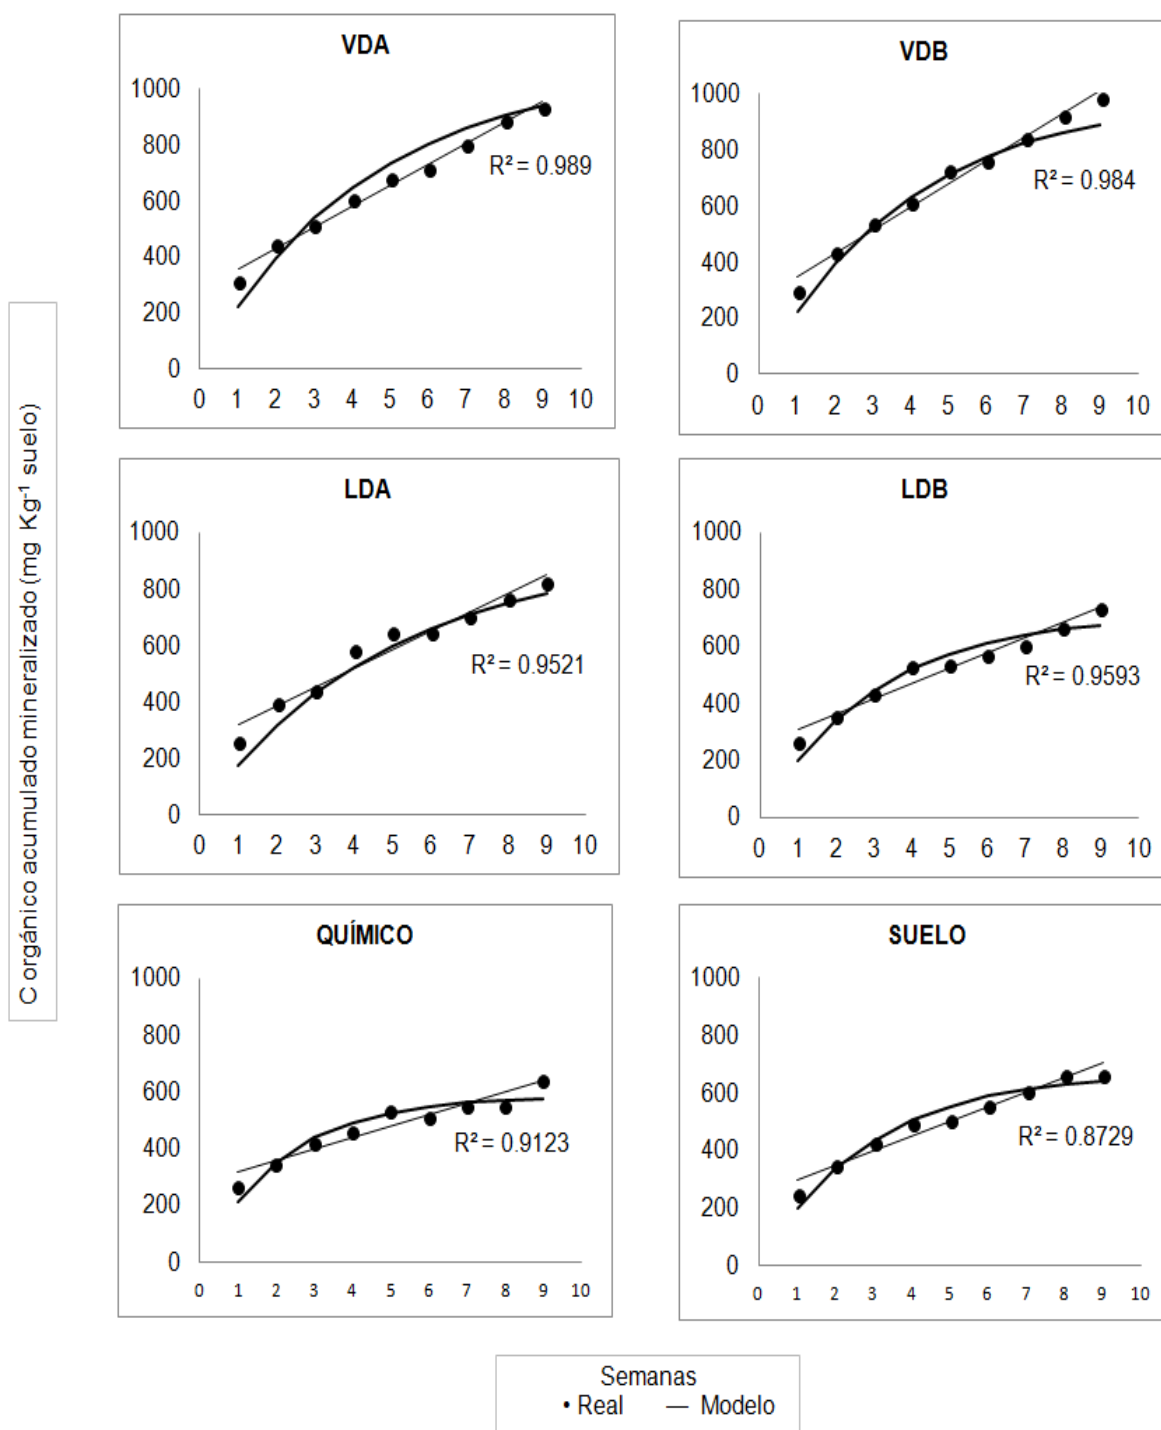 C orgánico acumulado mineralizado (mg Kg⁻¹ suelo)
VDA
1000
800
600
400
200
0
R² = 0.989
0 1 2 3 4 5 6 7 8 9 10
VDB
1000
800
600
400
200
0
R² = 0.984
0 1 2 3 4 5 6 7 8 9 10
LDA
1000
800
600
400
200
0
R² = 0.9521
0 1 2 3 4 5 6 7 8 9 10
LDB
1000
800
600
400
200
0
R² = 0.9593
0 1 2 3 4 5 6 7 8 9 10
QUÍMICO
1000
800
600
400
200
0
R² = 0.9123
0 1 2 3 4 5 6 7 8 9 10
SUELO
1000
800
600
400
200
0
R² = 0.8729
0 1 2 3 4 5 6 7 8 9 10
Semanas
• Real — Modelo